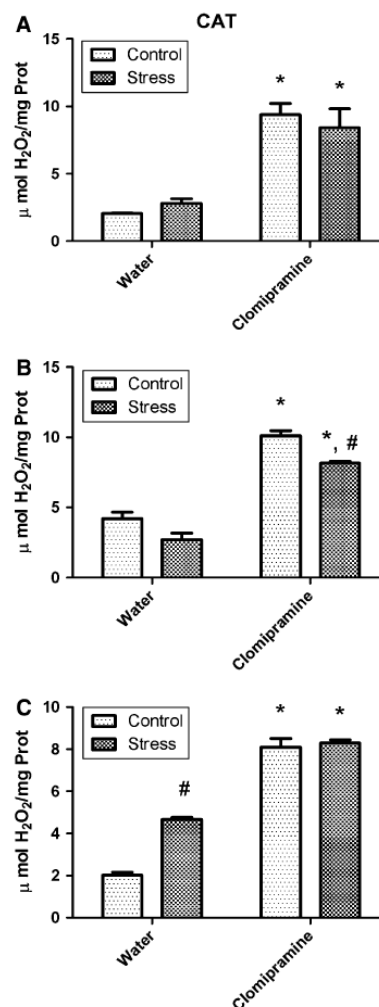 A
CAT
Control
Stress
μ mol H₂O₂/mg Prot
15
10
5
0
*
*
Water
Clomipramine
B
Control
Stress
μ mol H₂O₂/mg Prot
15
10
5
0
*
*, #
Water
Clomipramine
C
Control
Stress
μ mol H₂O₂/mg Prot
10
8
6
4
2
0
#
*
*
Water
Clomipramine